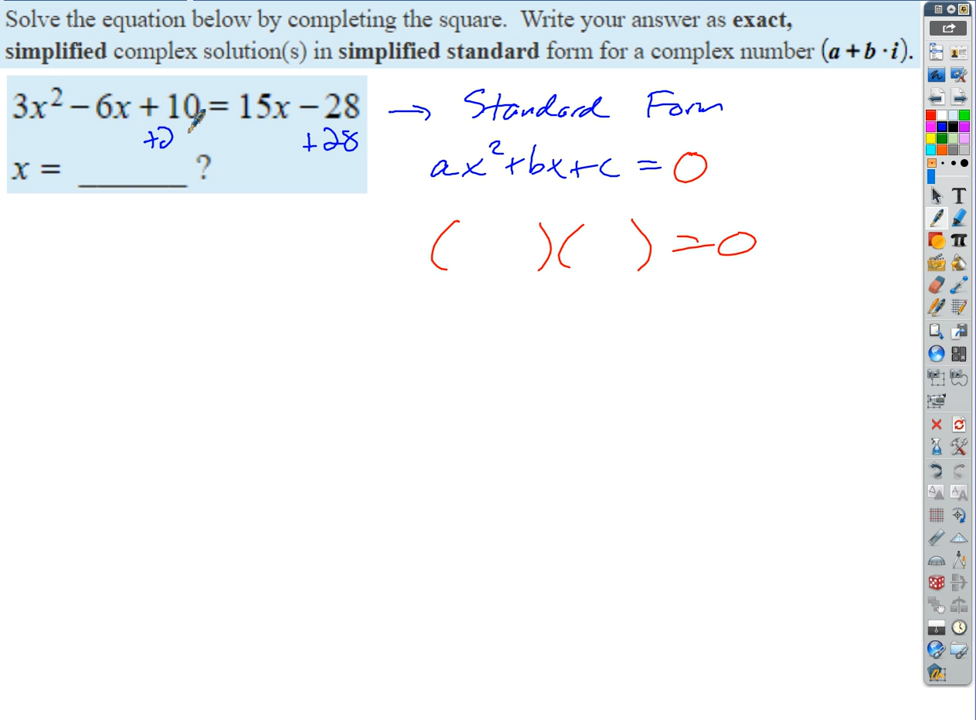 Solve the equation below by completing the square. Write your answer as exact,
simplified complex solution(s) in simplified standard form for a complex number (a + b · i).
3x² − 6x + 10 = 15x − 28 → Standard Form
+2 +28
ax² + bx + c = 0
x = ______ ?
( )( ) = 0